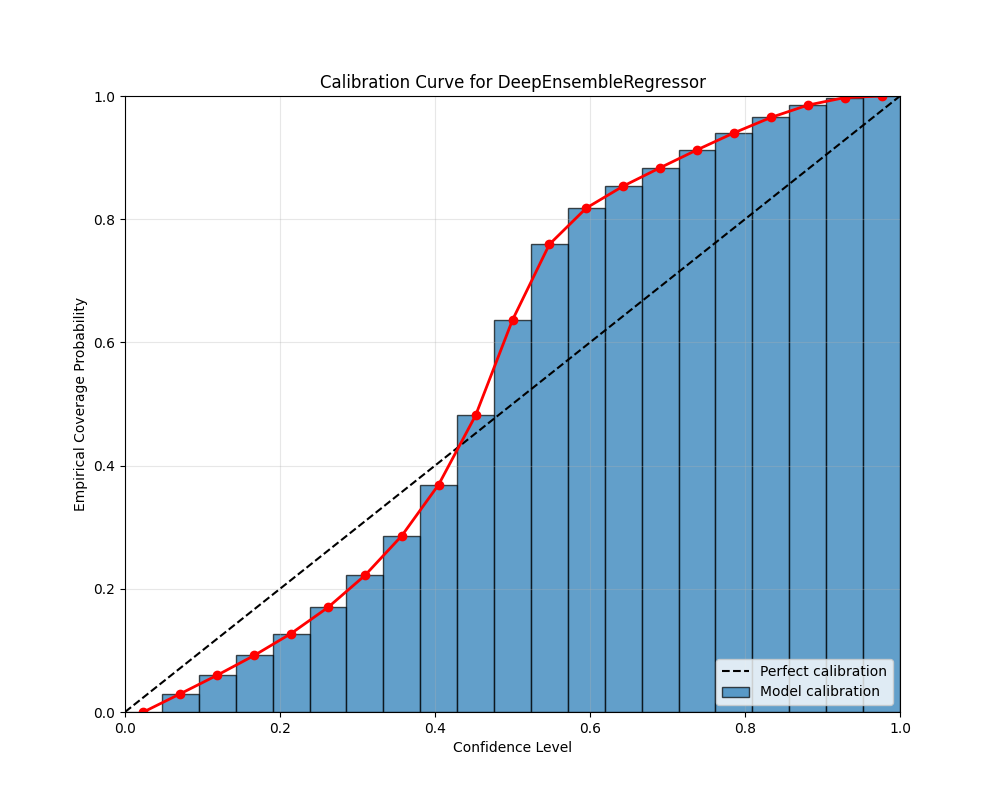 Calibration Curve for DeepEnsembleRegressor
1.0
0.8
0.6
0.4
0.2
0.0
Empirical Coverage Probability
0.0 0.2 0.4 0.6 0.8 1.0
Confidence Level
Perfect calibration
Model calibration